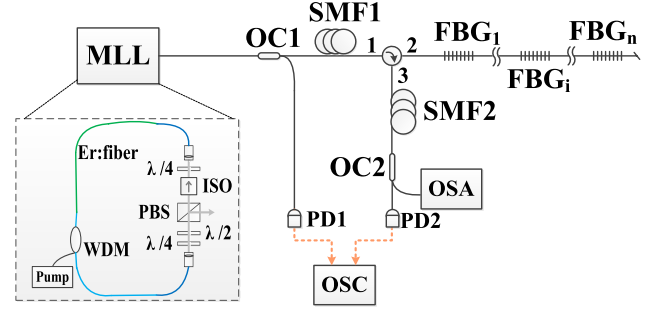 SMF1
OC1
MLL
1
2
3
FBG₁
FBGᵢ
FBGₙ
SMF2
Er:fiber
λ/4
ISO
PBS
λ/4
λ/2
WDM
Pump
OC2
OSA
PD1
PD2
OSC